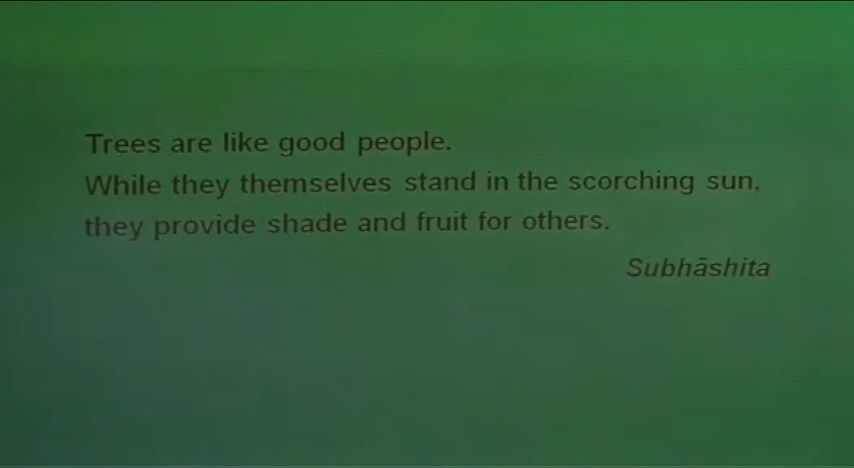 Trees are like good people.
While they themselves stand in the scorching sun,
they provide shade and fruit for others.
Subhāshita